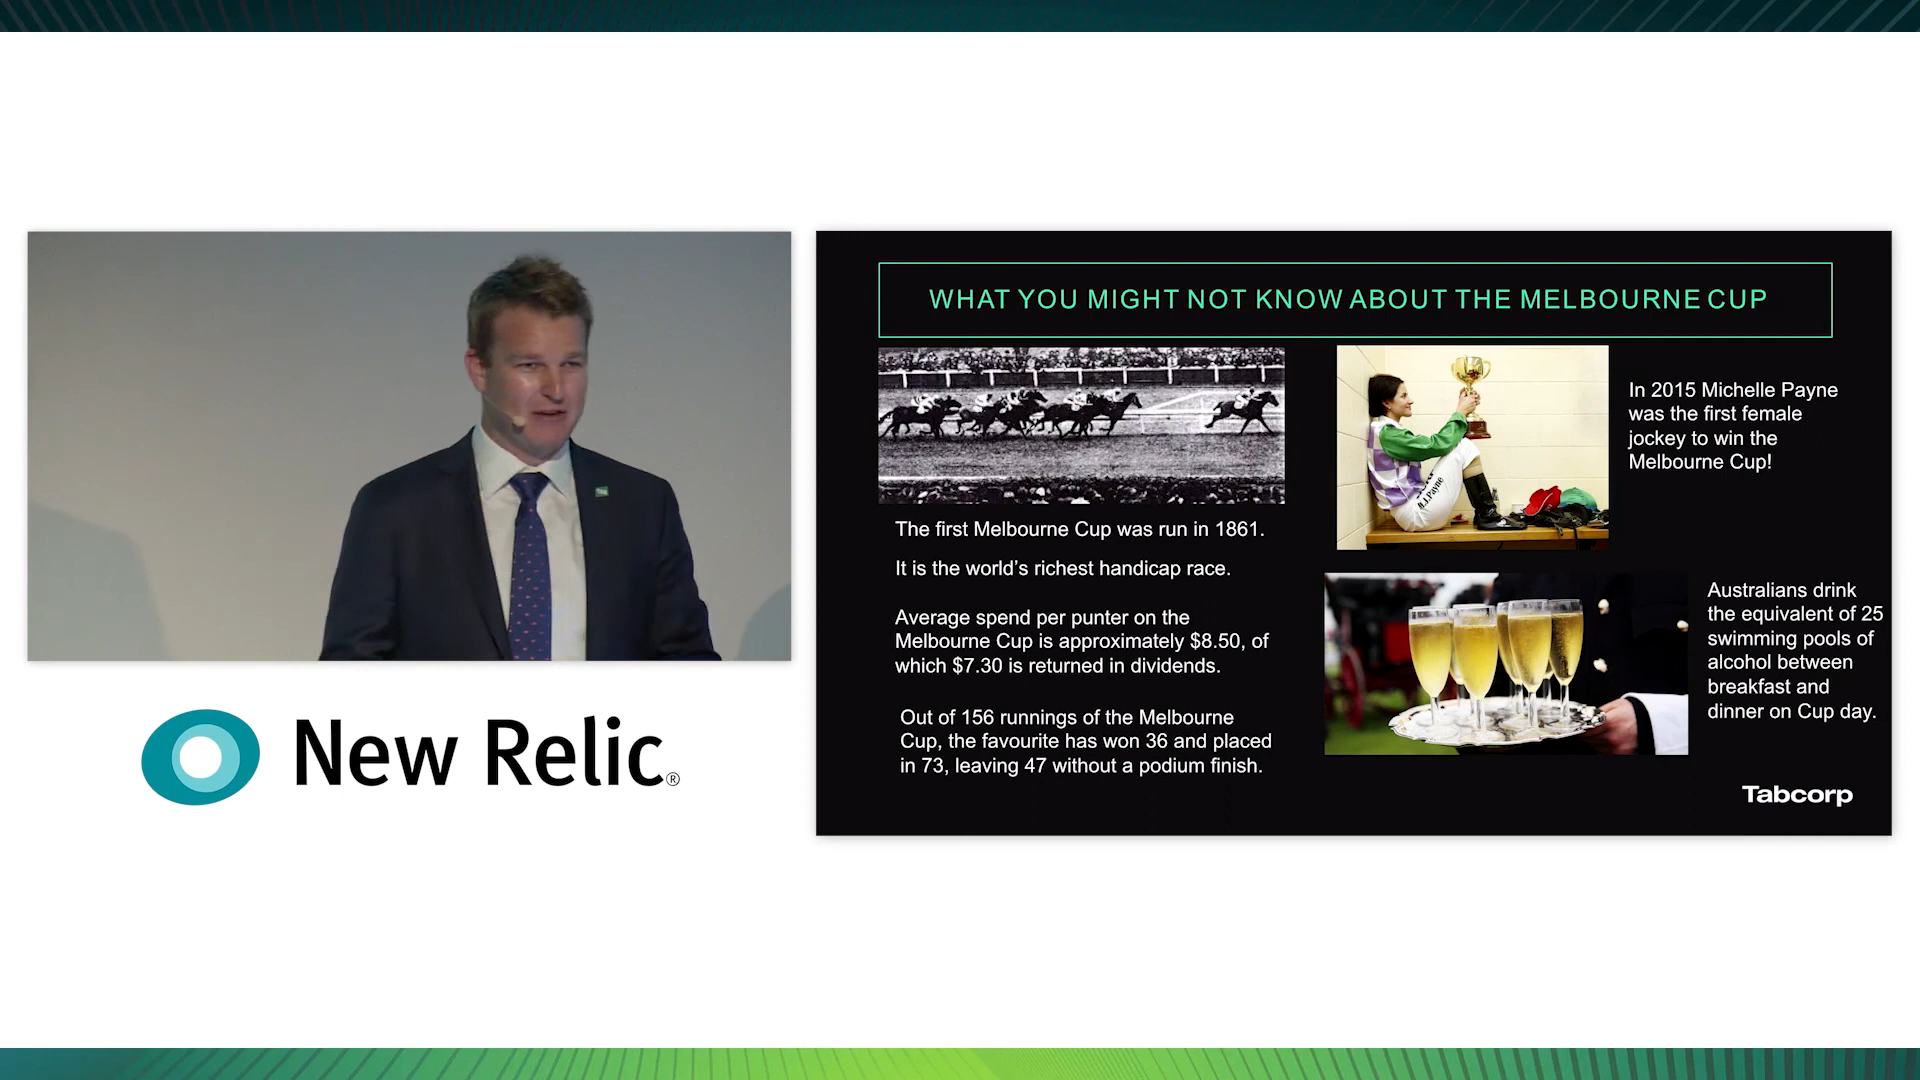 WHAT YOU MIGHT NOT KNOW ABOUT THE MELBOURNE CUP
The first Melbourne Cup was run in 1861.
It is the world's richest handicap race.
Average spend per punter on the
Melbourne Cup is approximately $8.50, of
which $7.30 is returned in dividends.
Out of 156 runnings of the Melbourne
Cup, the favourite has won 36 and placed
in 73, leaving 47 without a podium finish.
In 2015 Michelle Payne
was the first female
jockey to win the
Melbourne Cup!
M.J.Payne
Australians drink
the equivalent of 25
swimming pools of
alcohol between
breakfast and
dinner on Cup day.
Tabcorp
New Relic®